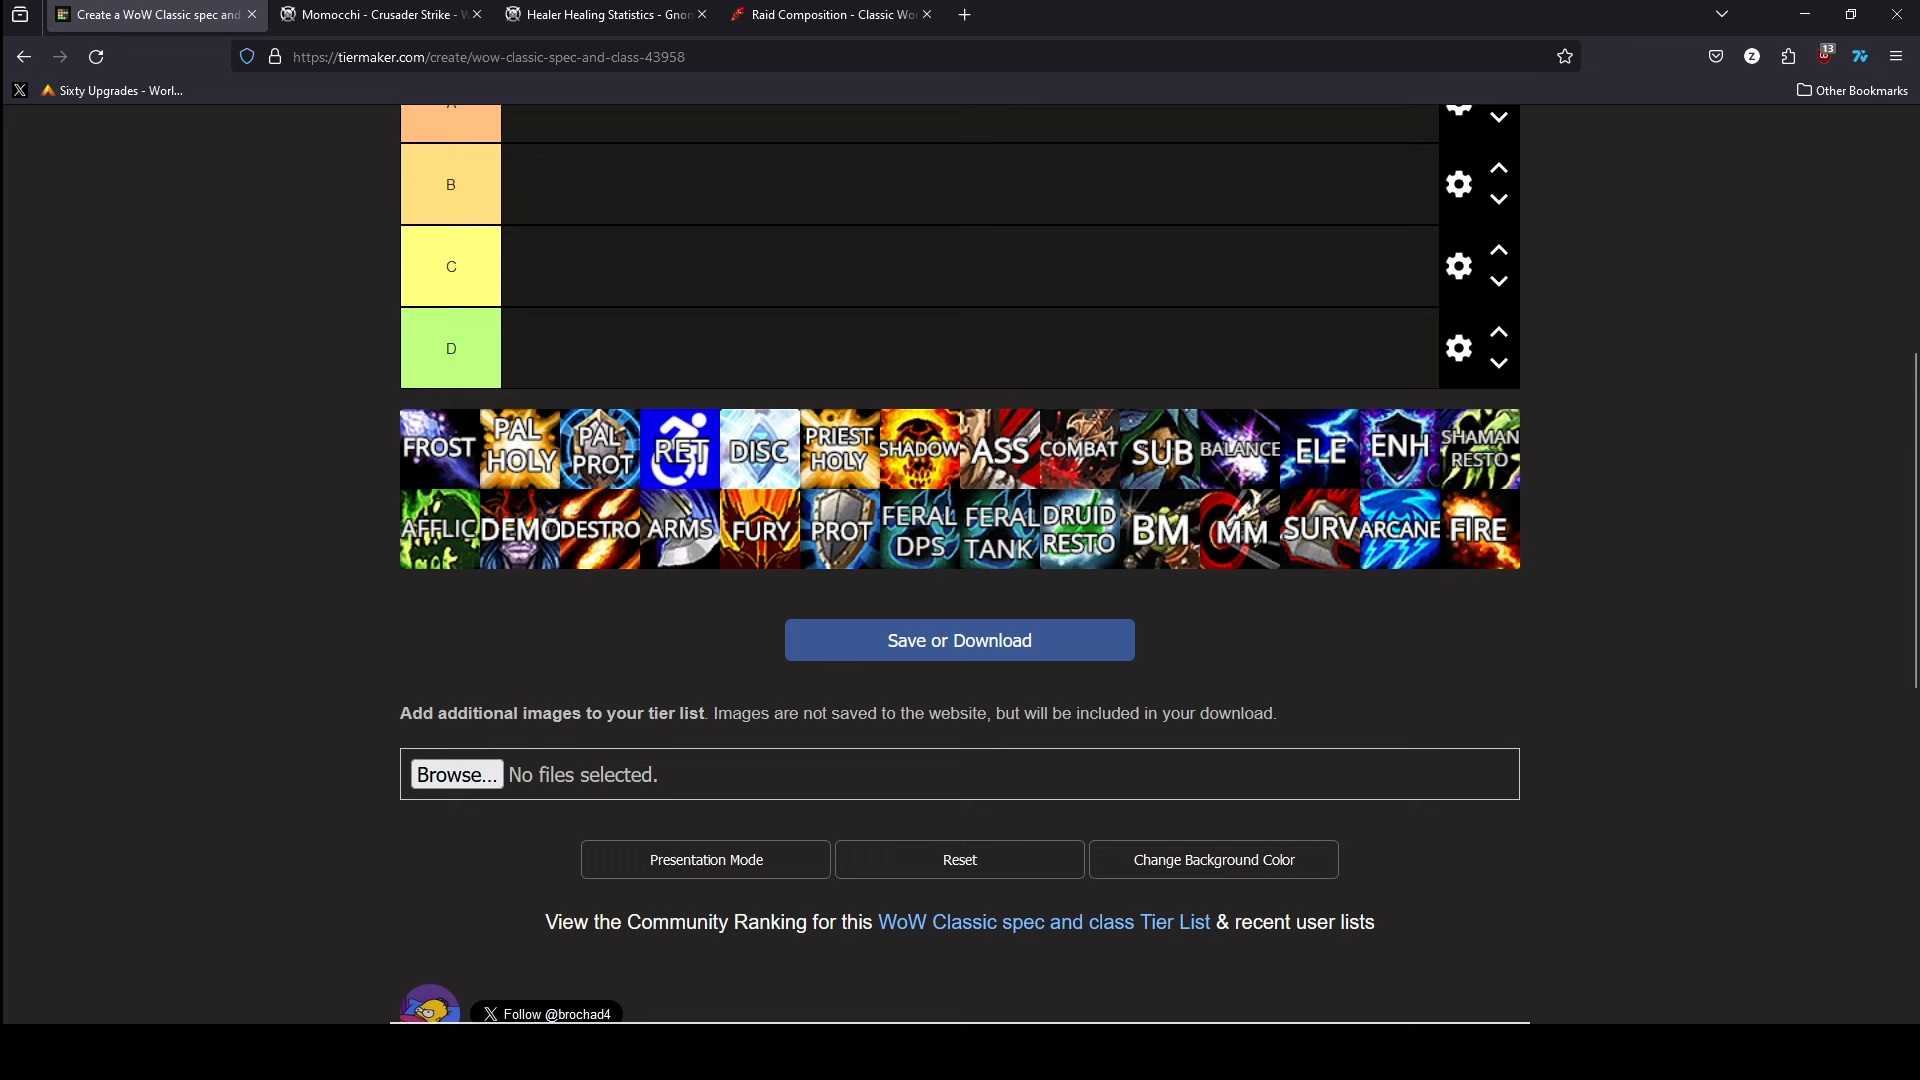 Create a WoW Classic spec and
Momocchi - Crusader Strike - W
Healer Healing Statistics - Gnom
Raid Composition - Classic Wo
https://tiermaker.com/create/wow-classic-spec-and-class-43958
13
Sixty Upgrades - Worl...
Other Bookmarks
A
B
C
D
FROST
PAL HOLY
PAL PROT
RET
DISC
PRIEST HOLY
SHADOW
ASS
COMBAT
SUB
BALANCE
ELE
ENH
SHAMAN RESTO
AFFLIC
DEMO
DESTRO
ARMS
FURY
PROT
FERAL DPS
FERAL TANK
DRUID RESTO
BM
MM
SURV
ARCANE
FIRE
Save or Download
Add additional images to your tier list. Images are not saved to the website, but will be included in your download.
Browse... No files selected.
Presentation Mode
Reset
Change Background Color
View the Community Ranking for this WoW Classic spec and class Tier List & recent user lists
Follow @brochad4